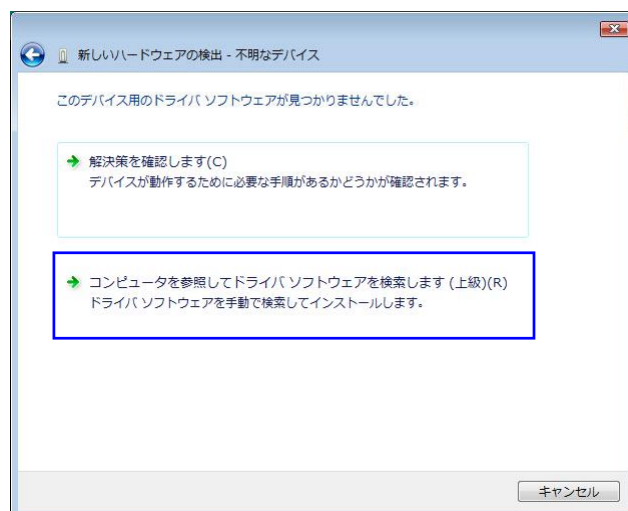 新しいハードウェアの検出 - 不明なデバイス
このデバイス用のドライバ ソフトウェアが見つかりませんでした。
解決策を確認します(C)
デバイスが動作するために必要な手順があるかどうかが確認されます。
コンピュータを参照してドライバ ソフトウェアを検索します (上級)(R)
ドライバ ソフトウェアを手動で検索してインストールします。
キャンセル